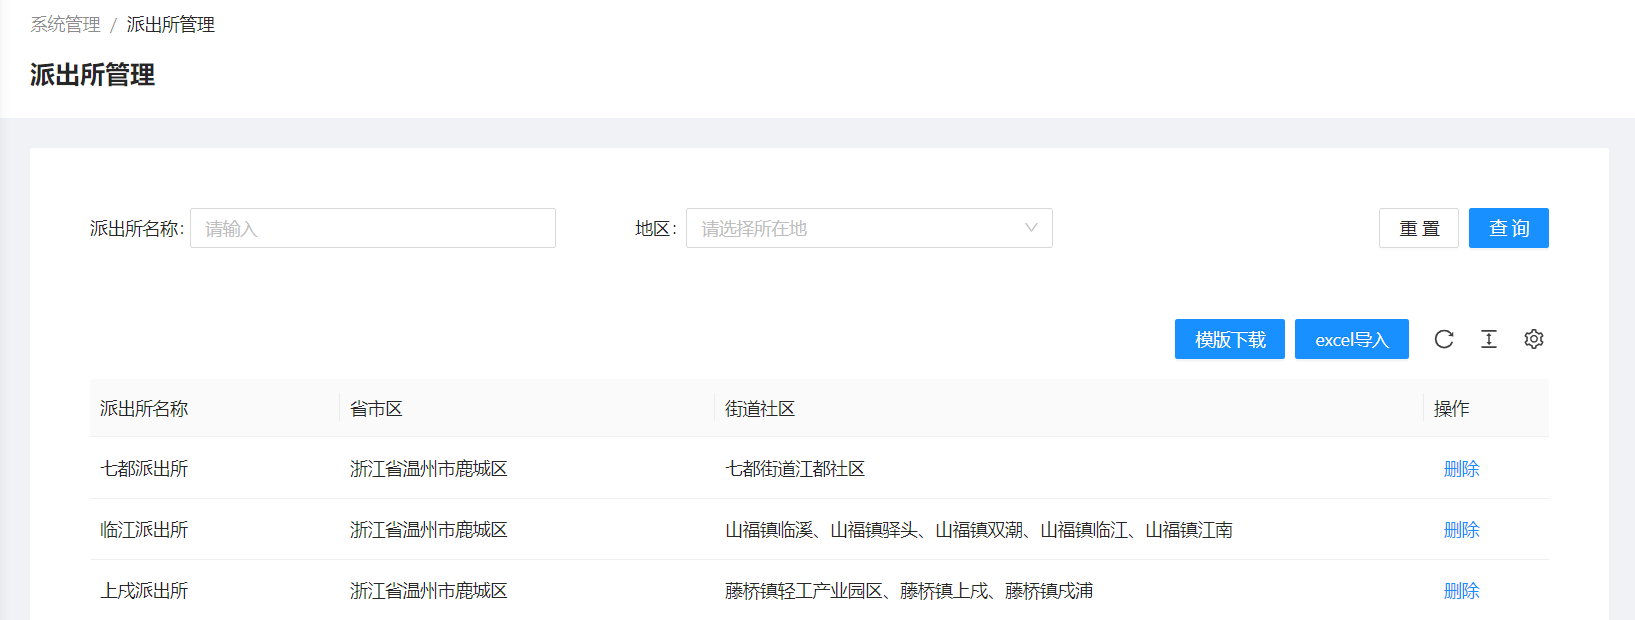 系统管理 / 派出所管理
派出所管理
派出所名称: 请输入 地区: 请选择所在地 重置 查询
模版下载 excel导入
派出所名称 省市区 街道社区 操作
七都派出所 浙江省温州市鹿城区 七都街道江都社区 删除
临江派出所 浙江省温州市鹿城区 山福镇临溪、山福镇驿头、山福镇双潮、山福镇临江、山福镇江南 删除
上戍派出所 浙江省温州市鹿城区 藤桥镇轻工产业园区、藤桥镇上戍、藤桥镇戍浦 删除